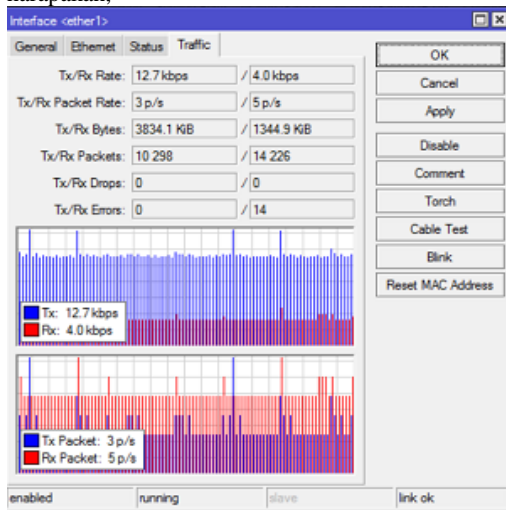 Interface <ether1>
General Ethernet Status Traffic
Tx/Rx Rate: 12.7 kbps / 4.0 kbps
Tx/Rx Packet Rate: 3 p/s / 5 p/s
Tx/Rx Bytes: 3834.1 KiB / 1344.9 KiB
Tx/Rx Packets: 10 298 / 14 226
Tx/Rx Drops: 0 / 0
Tx/Rx Errors: 0 / 14
Tx: 12.7 kbps
Rx: 4.0 kbps
Tx Packet: 3 p/s
Rx Packet: 5 p/s
OK
Cancel
Apply
Disable
Comment
Torch
Cable Test
Blink
Reset MAC Address
enabled running slave link ok